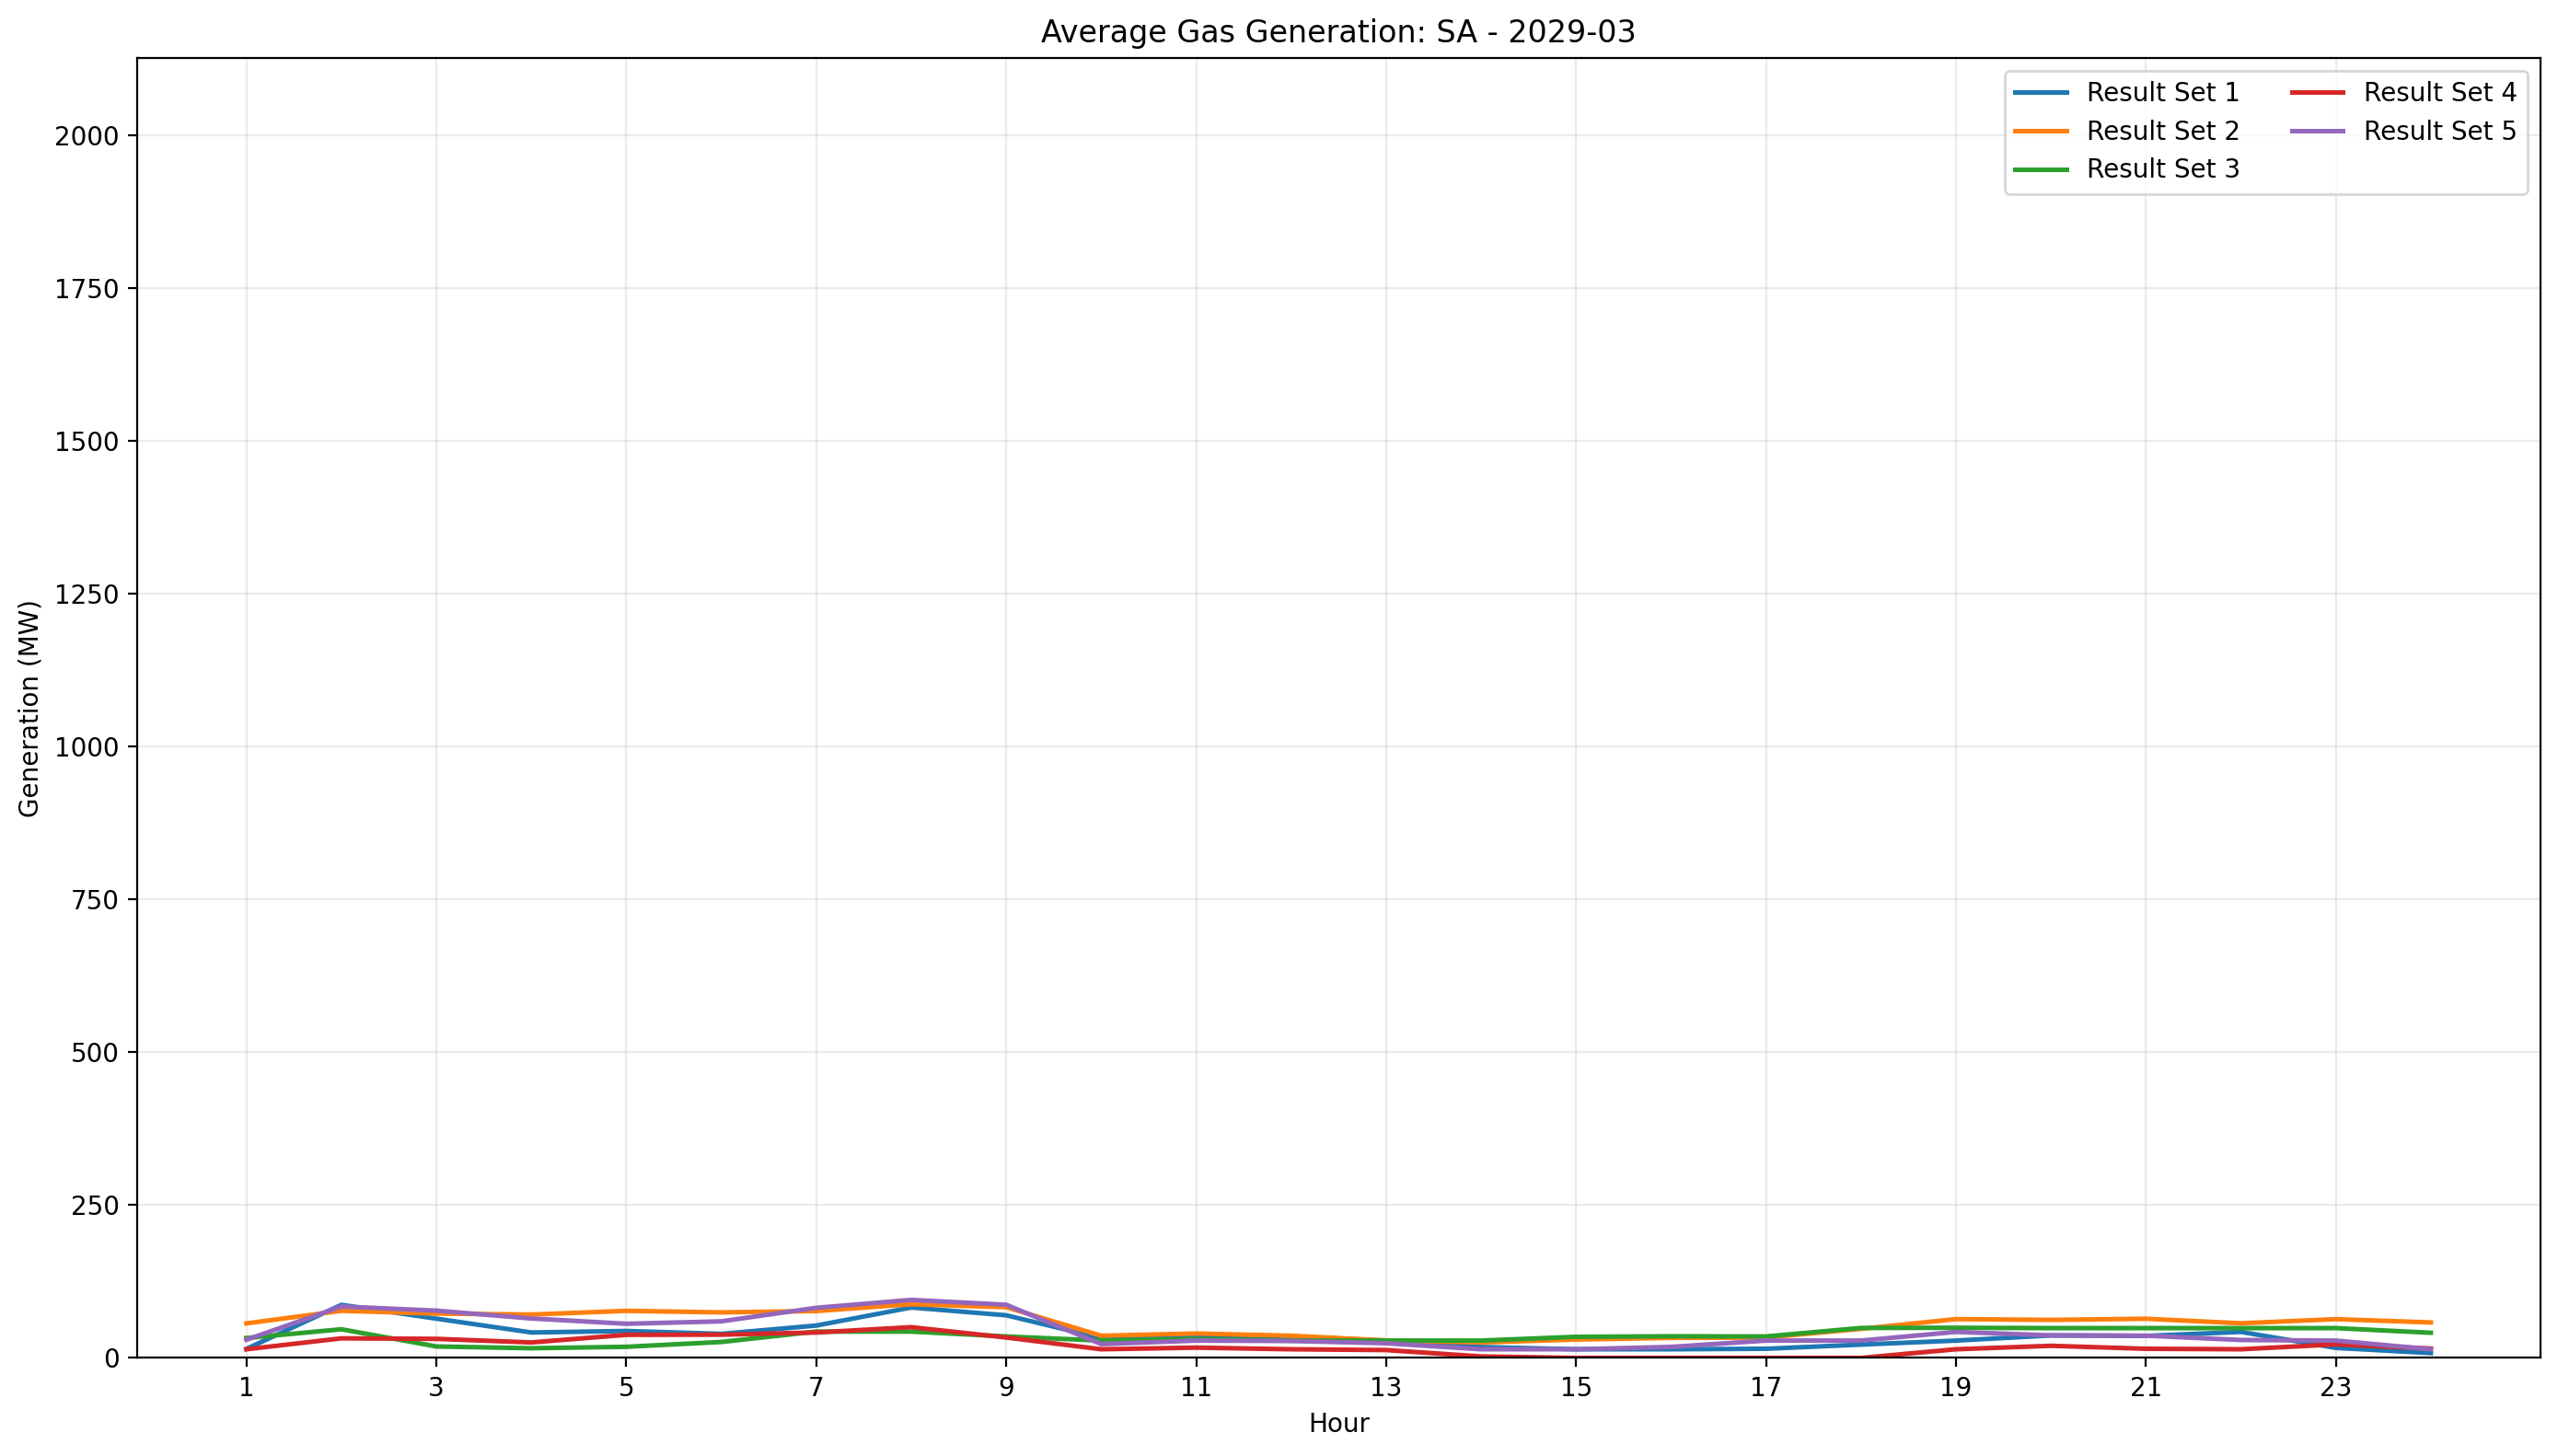 Average Gas Generation: SA - 2029-03
Result Set 1
Result Set 2
Result Set 3
Result Set 4
Result Set 5
Generation (MW)
2000
1750
1500
1250
1000
750
500
250
0
1 3 5 7 9 11 13 15 17 19 21 23
Hour